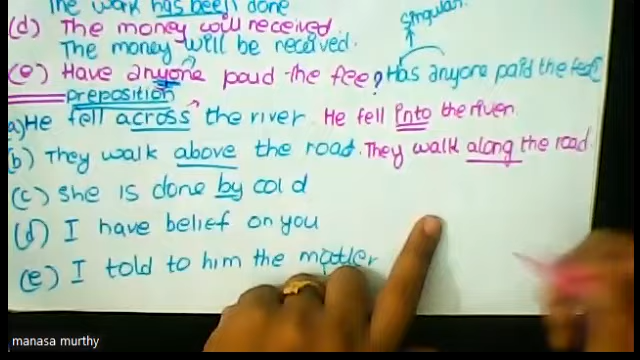 The work has been done
(d) The money will received.
The money will be received.
singular
(e) Have anyone paid the fee? Has anyone paid the fee?
preposition
a) He fell across the river. He fell into the river.
(b) They walk above the road. They walk along the road.
(c) She is done by cold
(d) I have belief on you
(e) I told to him the matter
manasa murthy